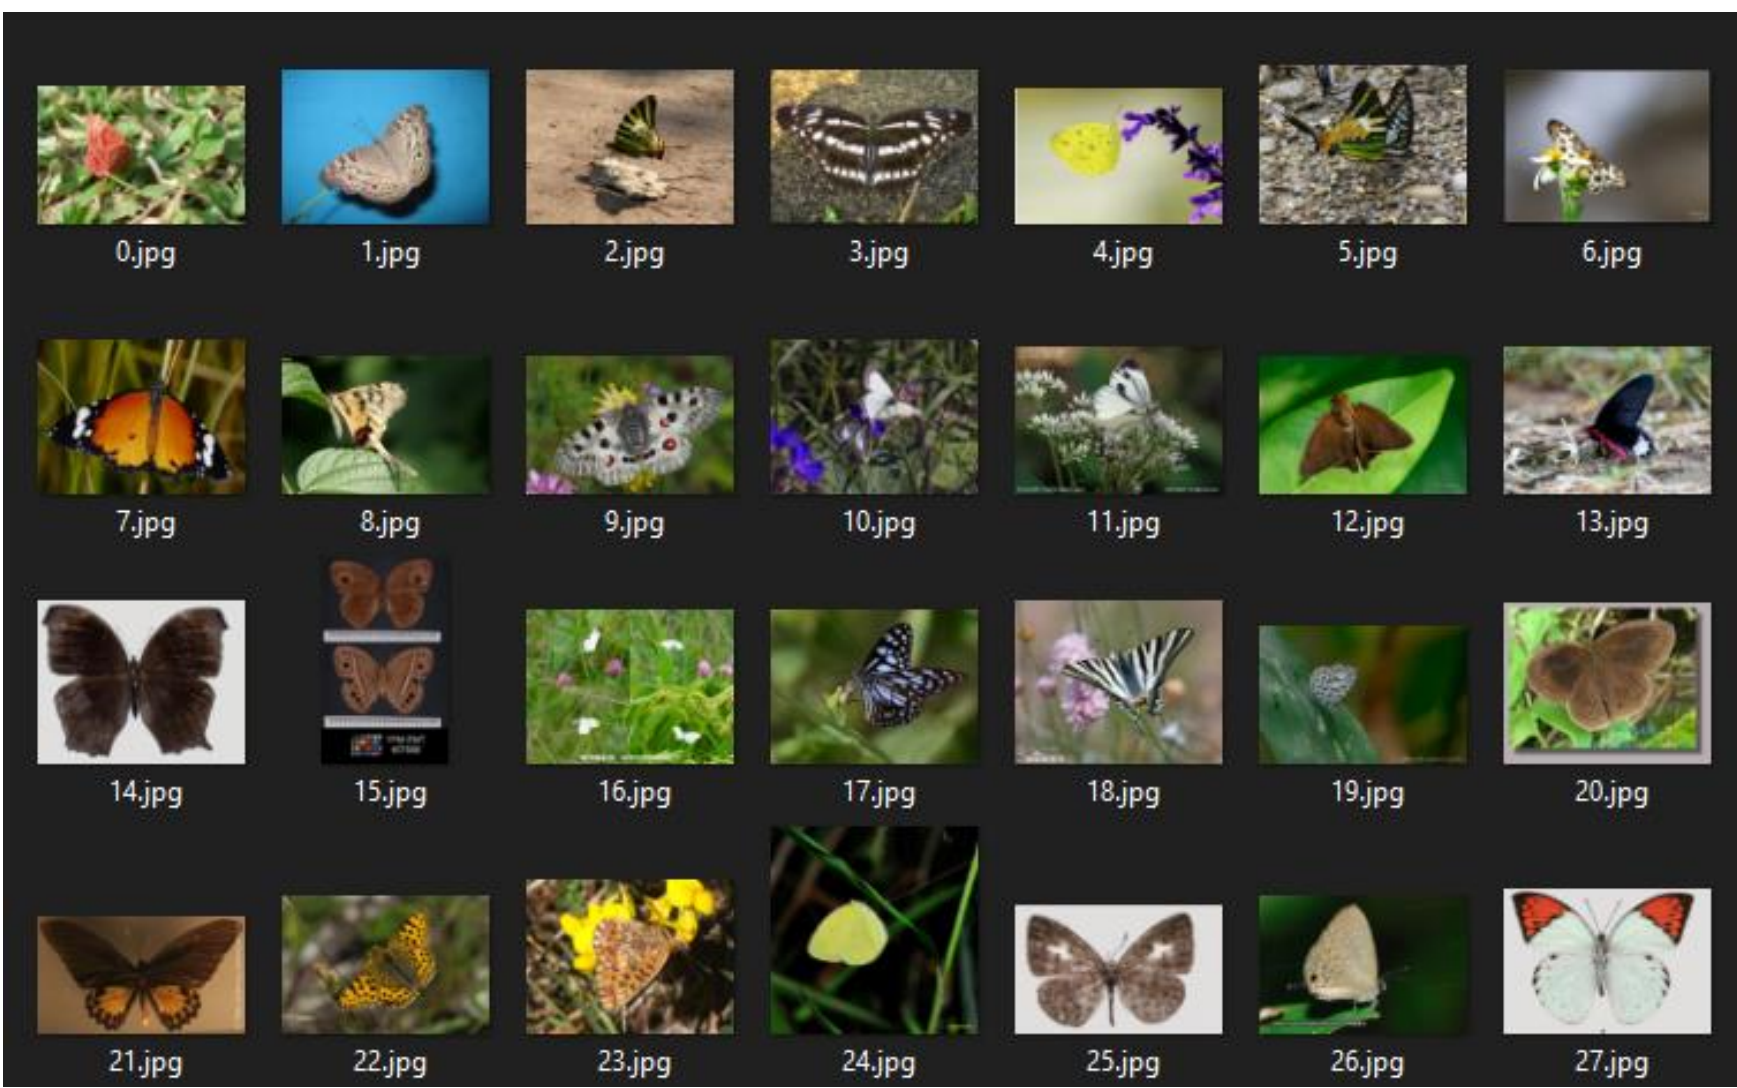 0.jpg 1.jpg 2.jpg 3.jpg 4.jpg 5.jpg 6.jpg
7.jpg 8.jpg 9.jpg 10.jpg 11.jpg 12.jpg 13.jpg
14.jpg 15.jpg 16.jpg 17.jpg 18.jpg 19.jpg 20.jpg
21.jpg 22.jpg 23.jpg 24.jpg 25.jpg 26.jpg 27.jpg